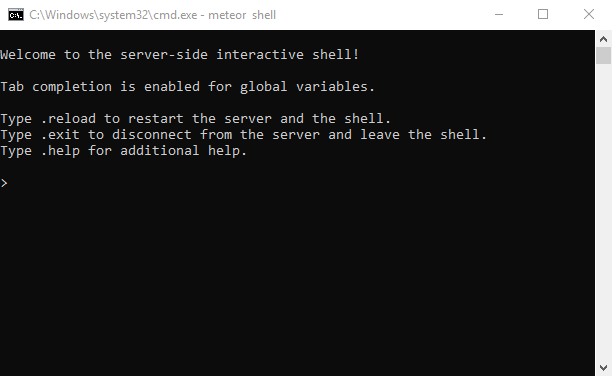 C:\Windows\system32\cmd.exe - meteor shell
Welcome to the server-side interactive shell!
Tab completion is enabled for global variables.
Type .reload to restart the server and the shell.
Type .exit to disconnect from the server and leave the shell.
Type .help for additional help.
>